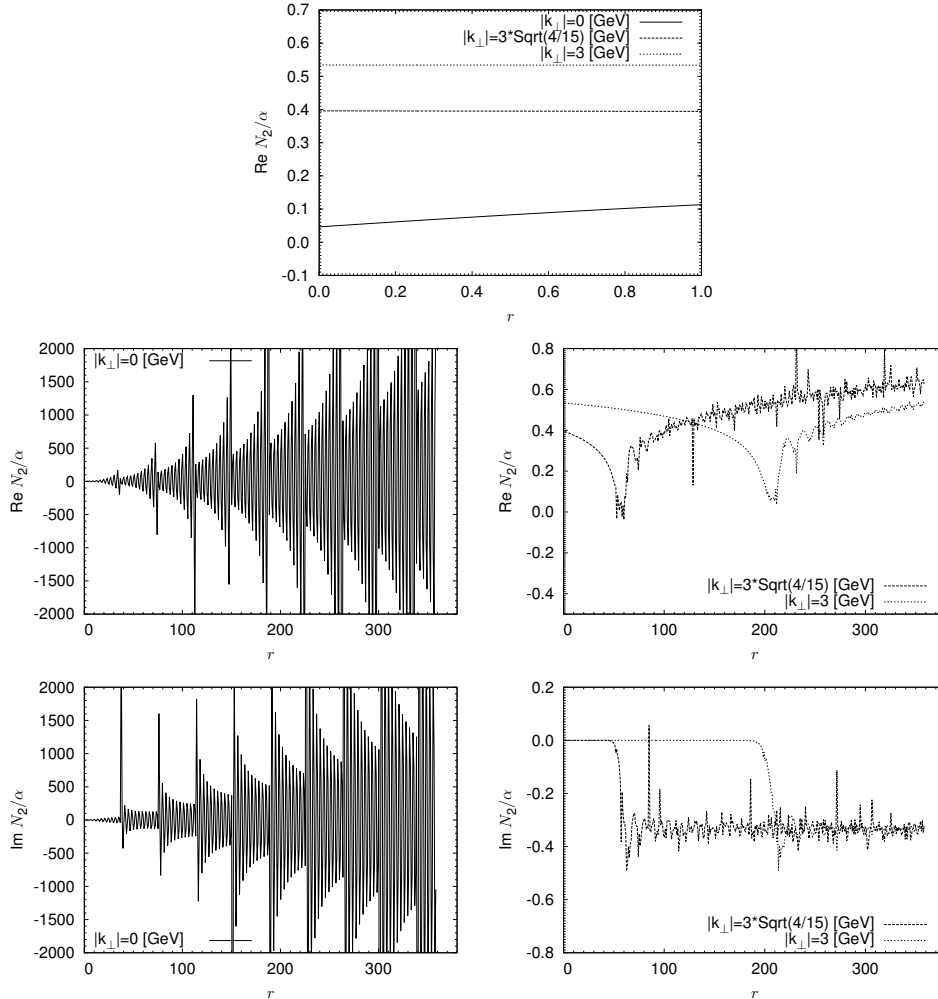 0.7
0.6
0.5
0.4
0.3
0.2
0.1
0.0
-0.1
Re N₂/α
|k⊥|=0 [GeV]
|k⊥|=3*Sqrt(4/15) [GeV]
|k⊥|=3 [GeV]
0.0 0.2 0.4 0.6 0.8 1.0
r
2000
1500
1000
500
0
-500
-1000
-1500
-2000
Re N₂/α
|k⊥|=0 [GeV]
0 100 200 300
r
0.8
0.6
0.4
0.2
0.0
-0.2
-0.4
Re N₂/α
|k⊥|=3*Sqrt(4/15) [GeV]
|k⊥|=3 [GeV]
0 100 200 300
r
2000
1500
1000
500
0
-500
-1000
-1500
-2000
Im N₂/α
|k⊥|=0 [GeV]
0 100 200 300
r
0.2
0.0
-0.2
-0.4
-0.6
-0.8
Im N₂/α
|k⊥|=3*Sqrt(4/15) [GeV]
|k⊥|=3 [GeV]
0 100 200 300
r